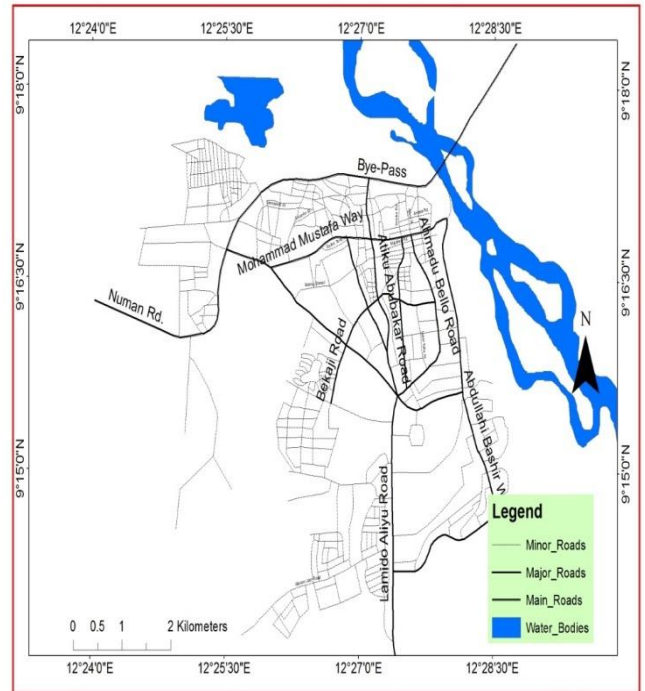 12°24'0"E 12°25'30"E 12°27'0"E 12°28'30"E
9°18'0"N
9°18'0"N
Bye-Pass
Mohammad Mustafa Way
Ahmadu Bello Road
Atiku Abubakar Road
9°16'30"N
9°16'30"N
Numan Rd.
N
Bekaji Road
Abdullahi Bashir W
9°15'0"N
9°15'0"N
Lamido Aliyu Road
Legend
Minor_Roads
Major_Roads
Main_Roads
Water_Bodies
0 0.5 1 2 Kilometers
12°24'0"E 12°25'30"E 12°27'0"E 12°28'30"E